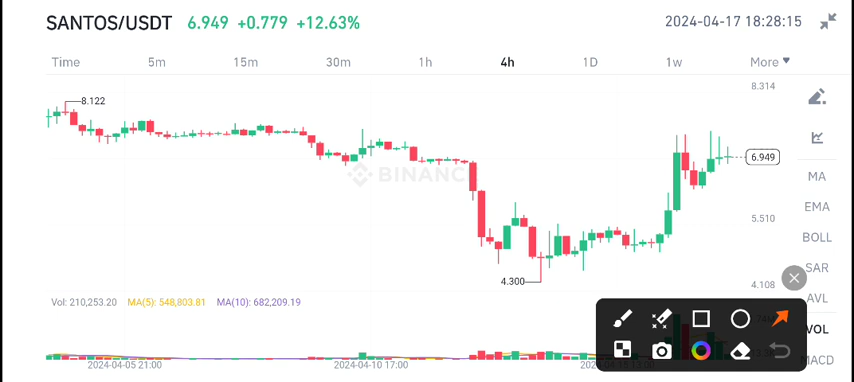 SANTOS/USDT 6.949 +0.779 +12.63% 2024-04-17 18:28:15
Time 5m 15m 30m 1h 4h 1D 1w More
8.314
8.122
6.949
BINANC
MA
EMA
5.510
BOLL
SAR
4.300
4.108
AVL
Vol: 210,253.20 MA(5): 548,803.81 MA(10): 682,209.19
VOL
MACD
2024-04-05 21:00 2024-04-10 17:00